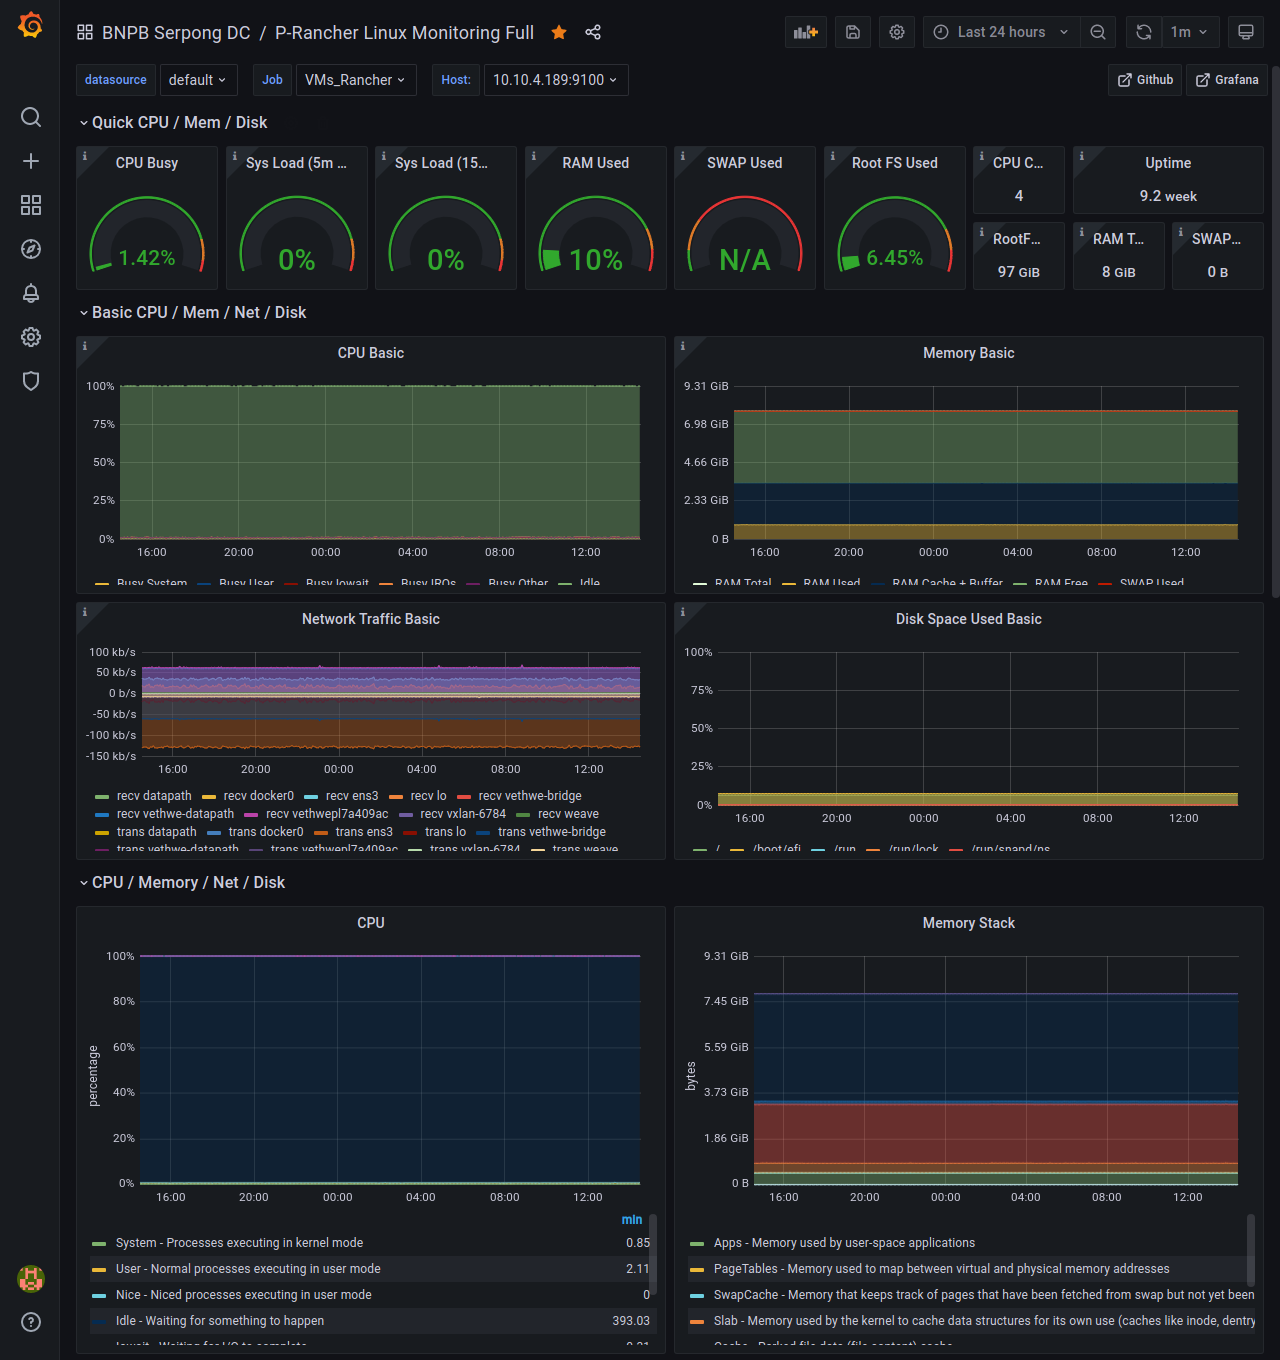 BNPB Serpong DC / P-Rancher Linux Monitoring Full
Last 24 hours
1m
datasource default
Job VMs_Rancher
Host: 10.10.4.189:9100
Github
Grafana
Quick CPU / Mem / Disk
CPU Busy
1.42%
Sys Load (5m ...
0%
Sys Load (15...
0%
RAM Used
10%
SWAP Used
N/A
Root FS Used
6.45%
CPU C...
4
Uptime
9.2 week
RootF...
97 GiB
RAM T...
8 GiB
SWAP...
0 B
Basic CPU / Mem / Net / Disk
CPU Basic
100%
75%
50%
25%
0%
16:00 20:00 00:00 04:00 08:00 12:00
Busy System Busy User Busy Iowait Busy IRQs Busy Other Idle
Memory Basic
9.31 GiB
6.98 GiB
4.66 GiB
2.33 GiB
0 B
16:00 20:00 00:00 04:00 08:00 12:00
RAM Total RAM Used RAM Cache + Buffer RAM Free SWAP Used
Network Traffic Basic
100 kb/s
50 kb/s
0 b/s
-50 kb/s
-100 kb/s
-150 kb/s
16:00 20:00 00:00 04:00 08:00 12:00
recv datapath recv docker0 recv ens3 recv lo recv vethwe-bridge
recv vethwe-datapath recv vethwepl7a409ac recv vxlan-6784 recv weave
trans datapath trans docker0 trans ens3 trans lo trans vethwe-bridge
trans vethwe-datapath trans vethwepl7a409ac trans vxlan-6784 trans weave
Disk Space Used Basic
100%
75%
50%
25%
0%
16:00 20:00 00:00 04:00 08:00 12:00
/ /boot/efi /run /run/lock /run/snapd/ns
CPU / Memory / Net / Disk
CPU
percentage
100%
80%
60%
40%
20%
0%
16:00 20:00 00:00 04:00 08:00 12:00
min
System - Processes executing in kernel mode 0.85
User - Normal processes executing in user mode 2.11
Nice - Niced processes executing in user mode 0
Idle - Waiting for something to happen 393.03
Iowait - Waiting for I/O to complete 0.21
Memory Stack
bytes
9.31 GiB
7.45 GiB
5.59 GiB
3.73 GiB
1.86 GiB
0 B
16:00 20:00 00:00 04:00 08:00 12:00
Apps - Memory used by user-space applications
PageTables - Memory used to map between virtual and physical memory addresses
SwapCache - Memory that keeps track of pages that have been fetched from swap but not yet been
Slab - Memory used by the kernel to cache data structures for its own use (caches like inode, dentry
Cache - Parked file data (file content) cache